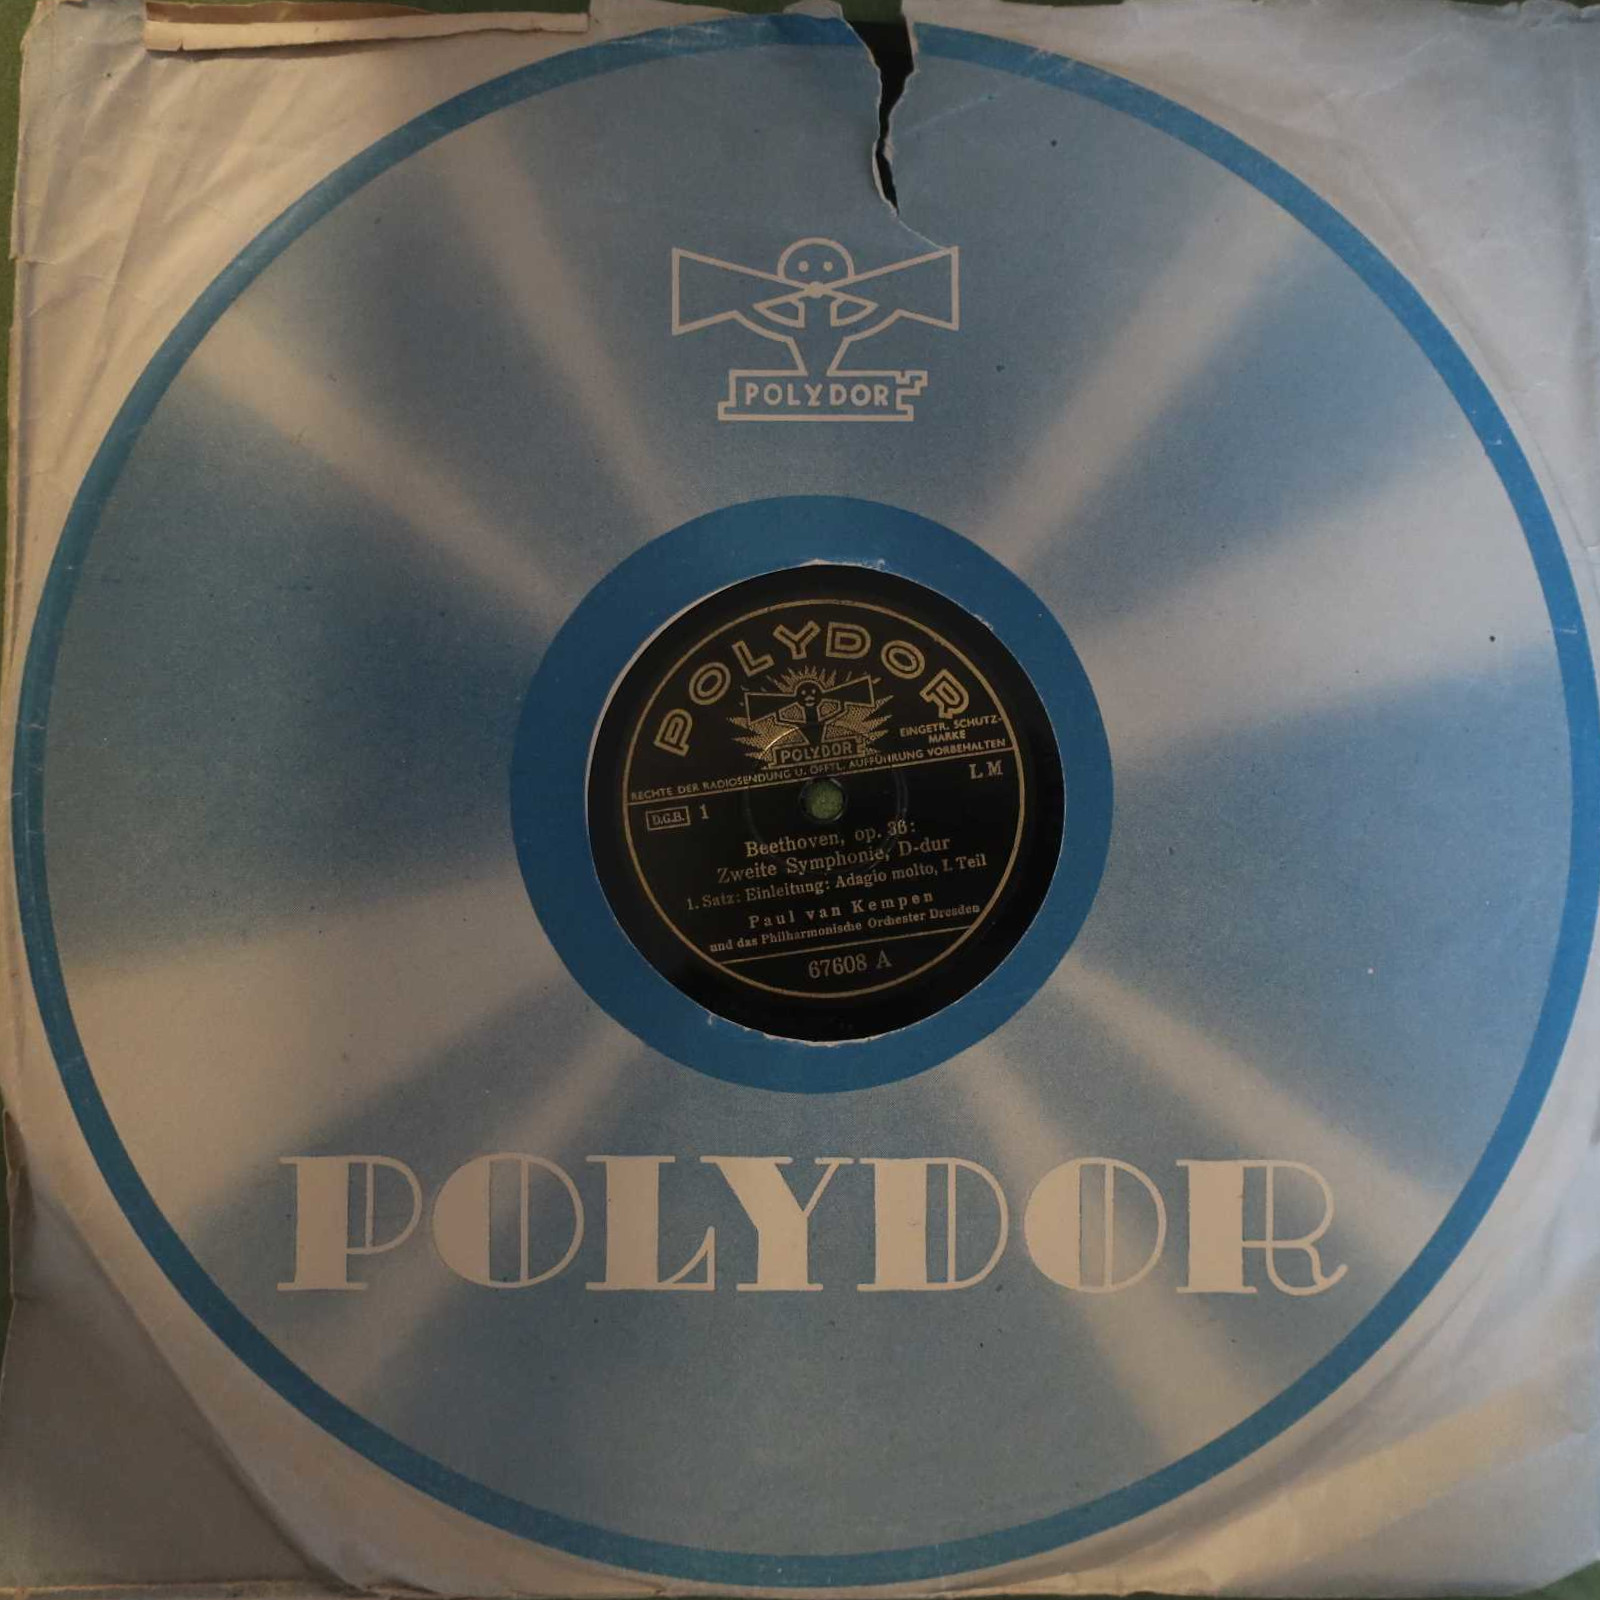 POLYDOR
POLYDOR
POLYDOR
EINGETR. SCHUTZ-
MARKE
RECHTE DER RADIOSENDUNG U. ÖFFTL. AUFFÜHRUNG VORBEHALTEN
D.G.B. 1
LM
Beethoven, op. 36:
Zweite Symphonie, D-dur
1. Satz: Einleitung: Adagio molto, I. Teil
Paul van Kempen
und das Philharmonische Orchester Dresden
67608 A
POLYDOR